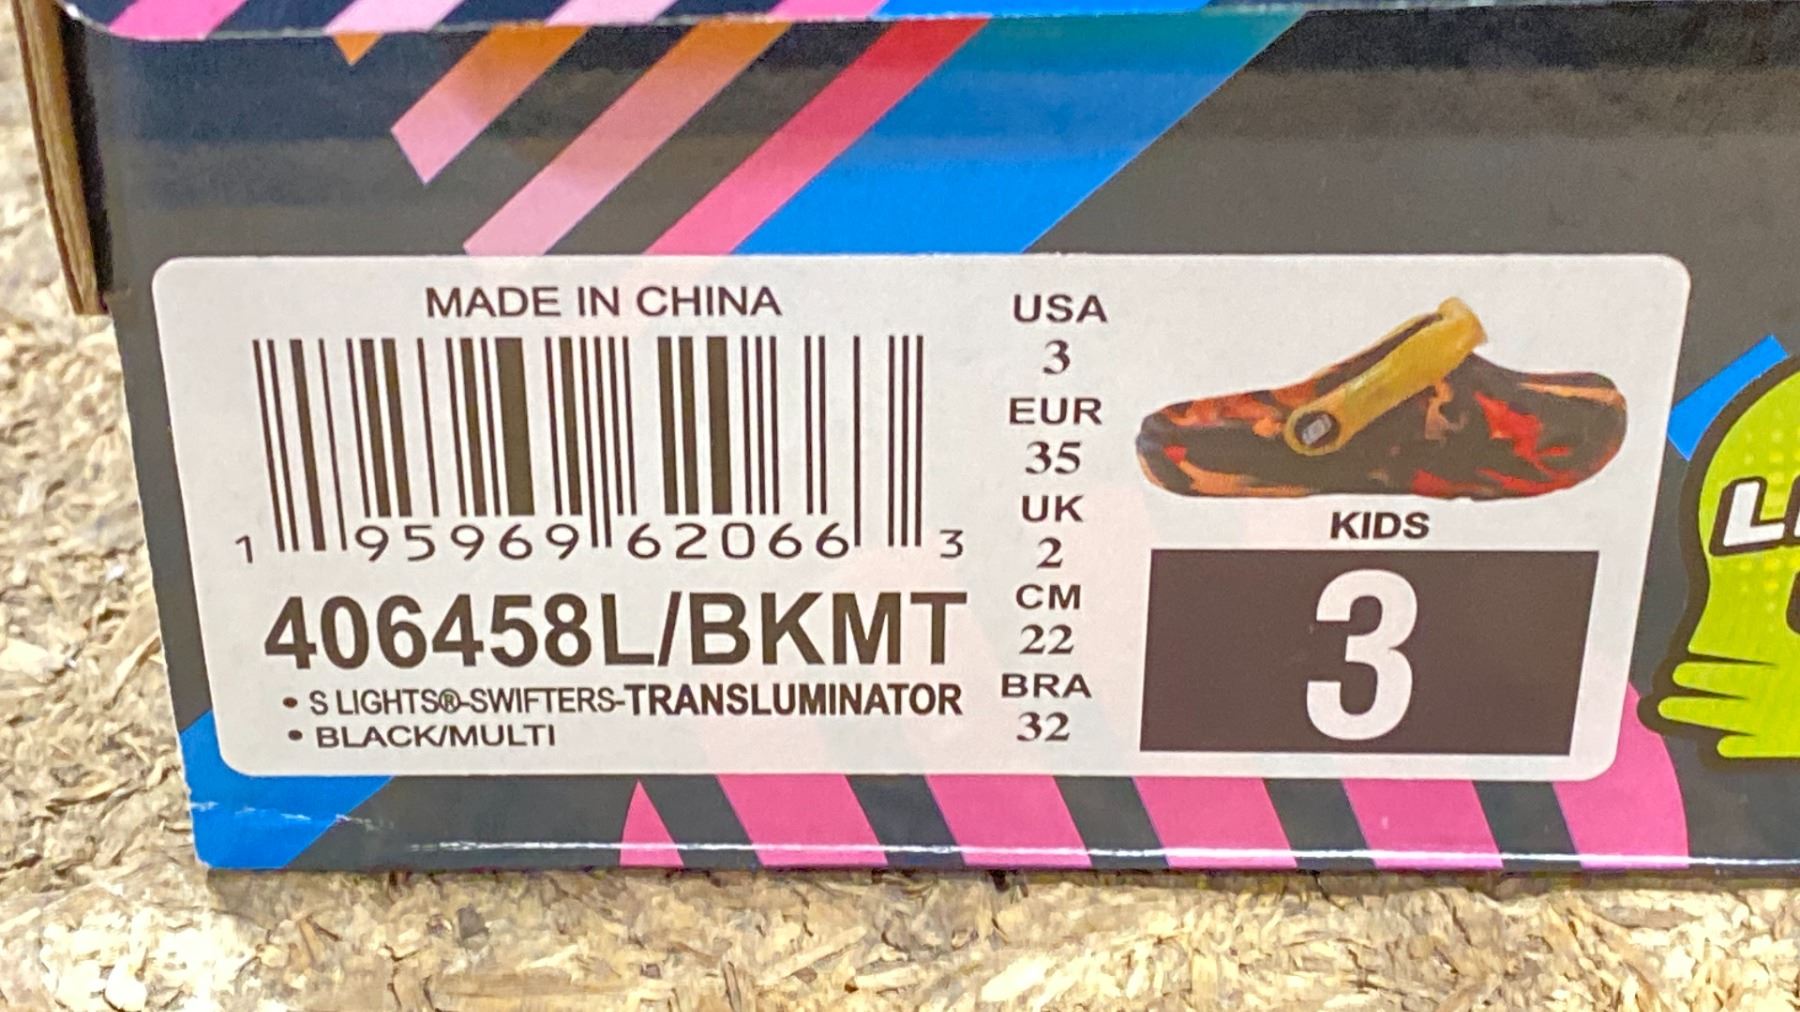 MADE IN CHINA
1 95969 62066 3
406458L/BKMT
• S LIGHTS®-SWIFTERS-TRANSLUMINATOR
• BLACK/MULTI
USA
3
EUR
35
UK
2
CM
22
BRA
32
KIDS
3